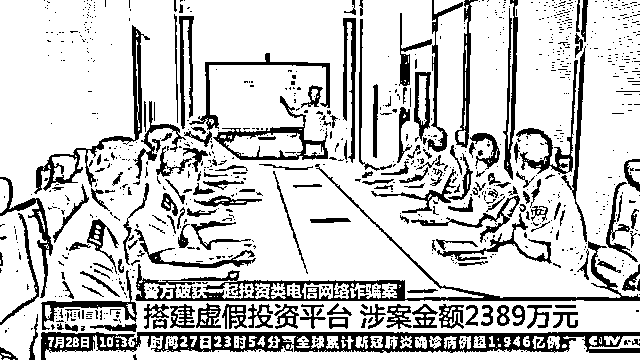 警方破获一起投资类电信网络诈骗案
新闻直播间
搭建虚假投资平台 涉案金额2389万元
7月28日 10:36
时间27日23时54分，全球累计新冠肺炎确诊病例超1.946亿例